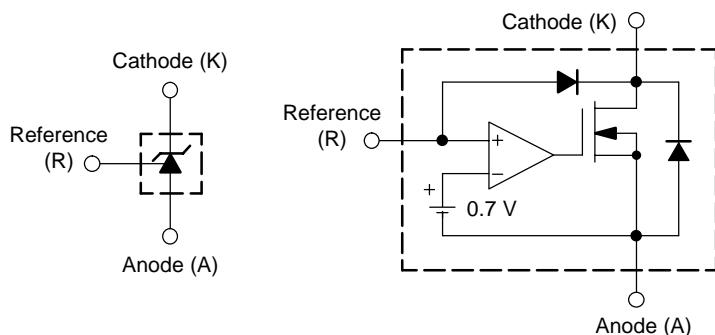 Cathode (K)
Reference
(R)
Anode (A)
Cathode (K)
Reference
(R)
+
−
+
0.7 V
Anode (A)